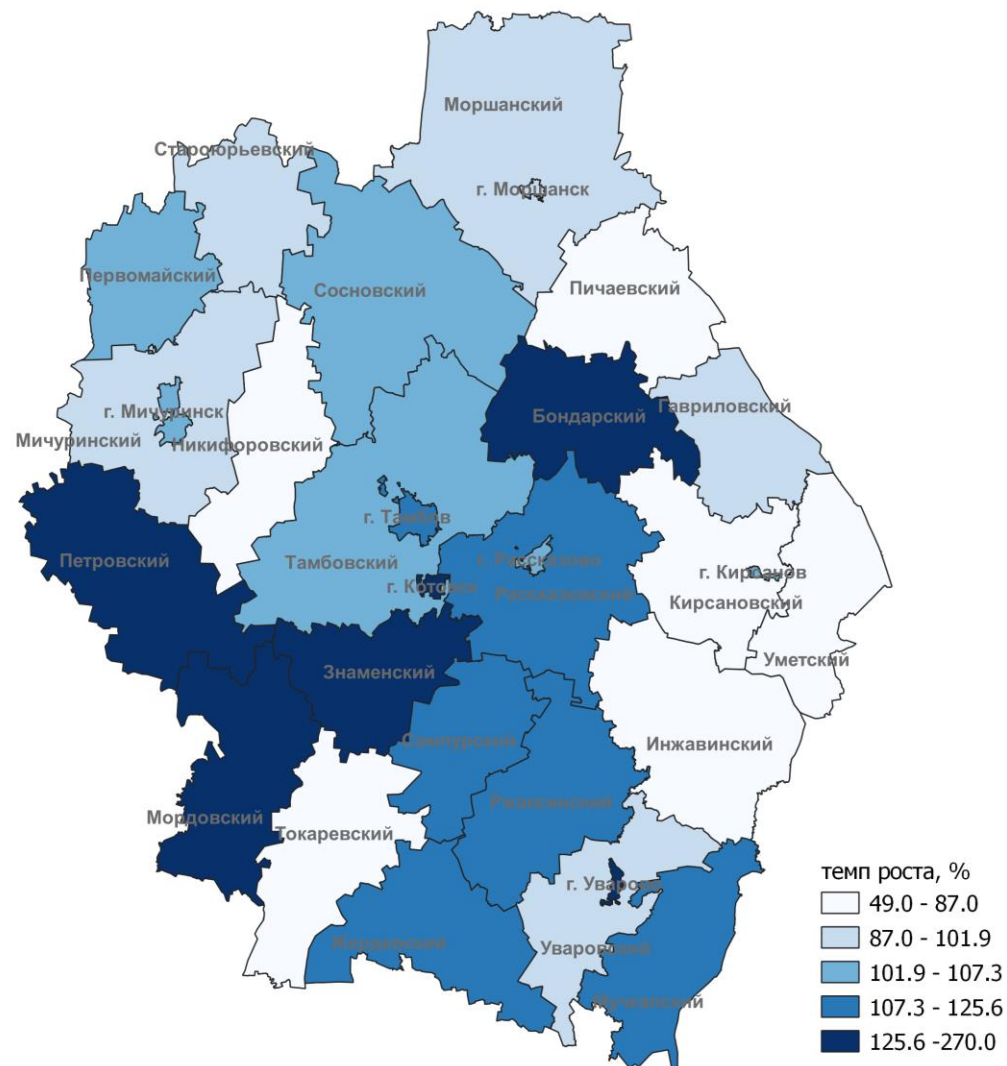 Моршанский
Староюрьевский
г. Моршанск
Первомайский
Сосновский
Пичаевский
г. Мичуринск
Мичуринский
Никифоровский
Бондарский
Гавриловский
г. Тамбов
Петровский
Тамбовский
г. Рассказово
г. Котовск
Рассказовский
г. Кирсанов
Кирсановский
Уметский
Знаменский
Сампурский
Инжавинский
Ржаксинский
Мордовский
Токаревский
г. Уварово
Жердевский
Уваровский
Мучкапский
темп роста, %
49.0 - 87.0
87.0 - 101.9
101.9 - 107.3
107.3 - 125.6
125.6 -270.0